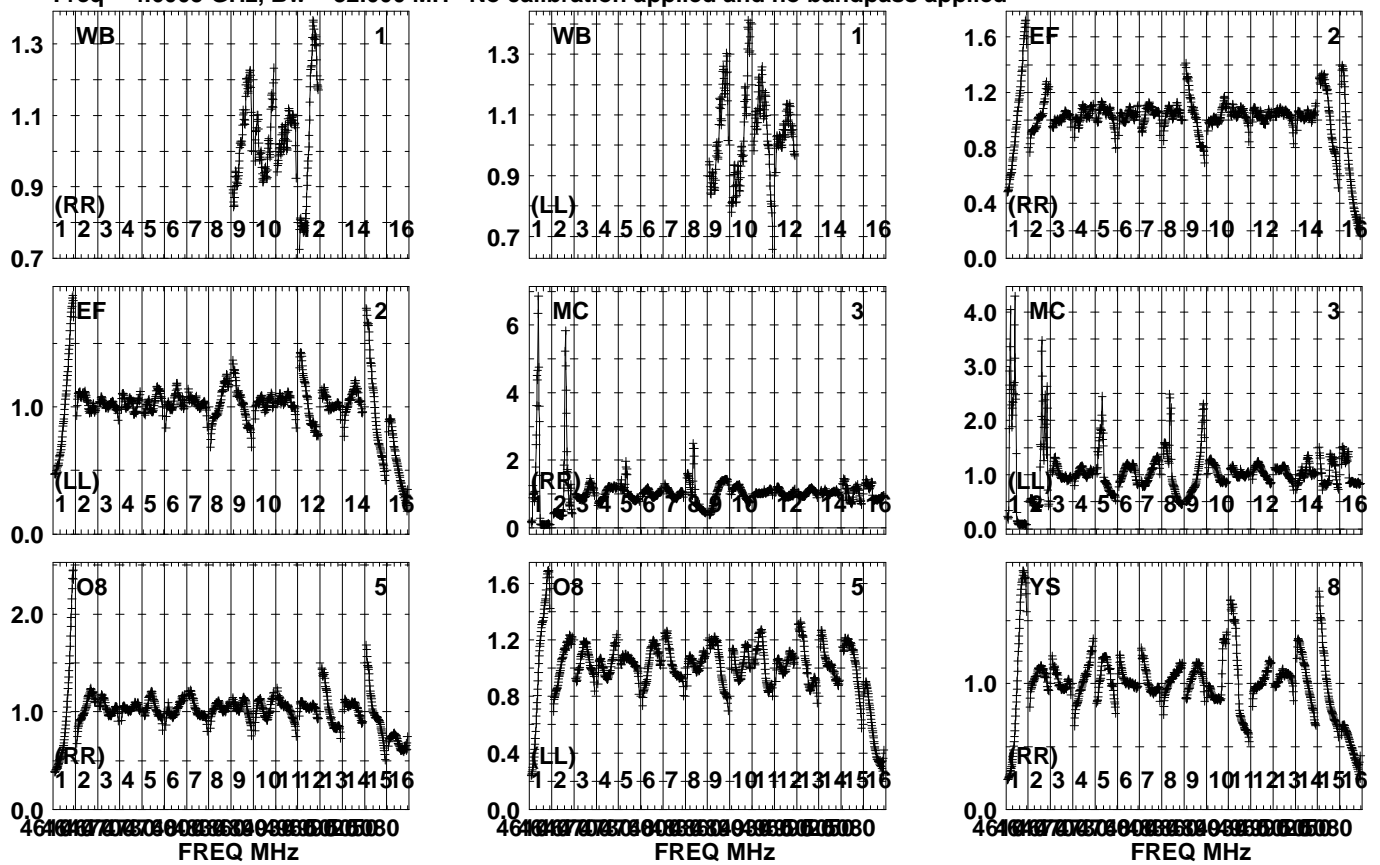 Freq = 4.6069 GHz, Bw = 32.000 MH No calibration applied and no bandpass applied
WB 1
1.3
1.1
0.9
0.7
(RR)
1 2 3 4 5 6 7 8 9 10 12 14 16
WB 1
1.3
1.1
0.9
0.7
(LL)
1 2 3 4 5 6 7 8 9 10 12 14 16
EF 2
1.6
1.2
0.8
0.4
0.0
(RR)
1 2 3 4 5 6 7 8 9 10 12 14 16
EF 2
1.0
0.0
(LL)
1 2 3 4 5 6 7 8 9 10 12 14 16
MC 3
6
4
2
0
(RR)
1 2 3 4 5 6 7 8 9 10 12 14 16
MC 3
4.0
3.0
2.0
1.0
0.0
(LL)
1 2 3 4 5 6 7 8 9 10 12 14 16
O8 5
2.0
1.0
0.0
(RR)
1 2 3 4 5 6 7 8 9 10 11 12 13 15 16
O8 5
1.6
1.2
0.8
0.4
0.0
(LL)
1 2 3 4 5 6 7 8 9 10 11 12 13 15 16
YS 8
1.0
0.0
(RR)
1 2 3 4 5 6 7 8 9 10 11 12 13 15 16
FREQ MHz
FREQ MHz
FREQ MHz